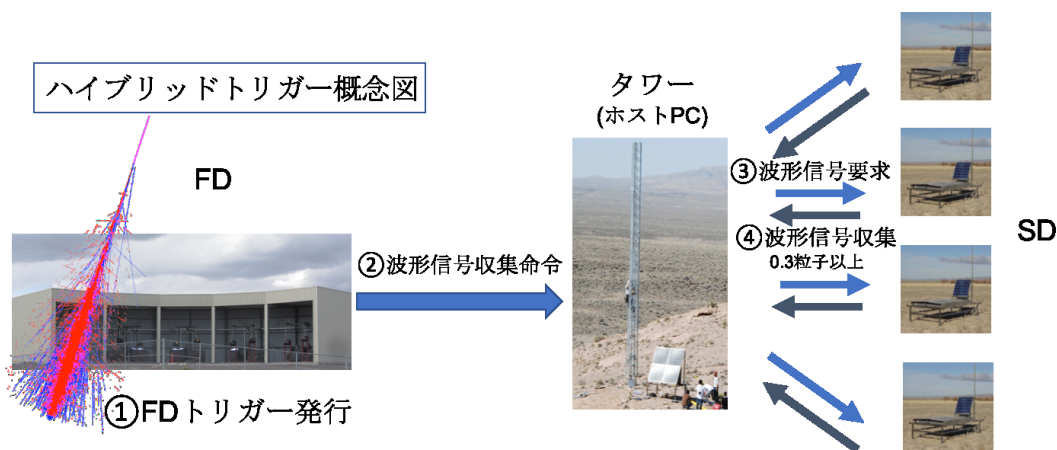 ハイブリッドトリガー概念図
FD
①FDトリガー発行
②波形信号収集命令
タワー
(ホストPC)
③波形信号要求
④波形信号収集
0.3粒子以上
SD